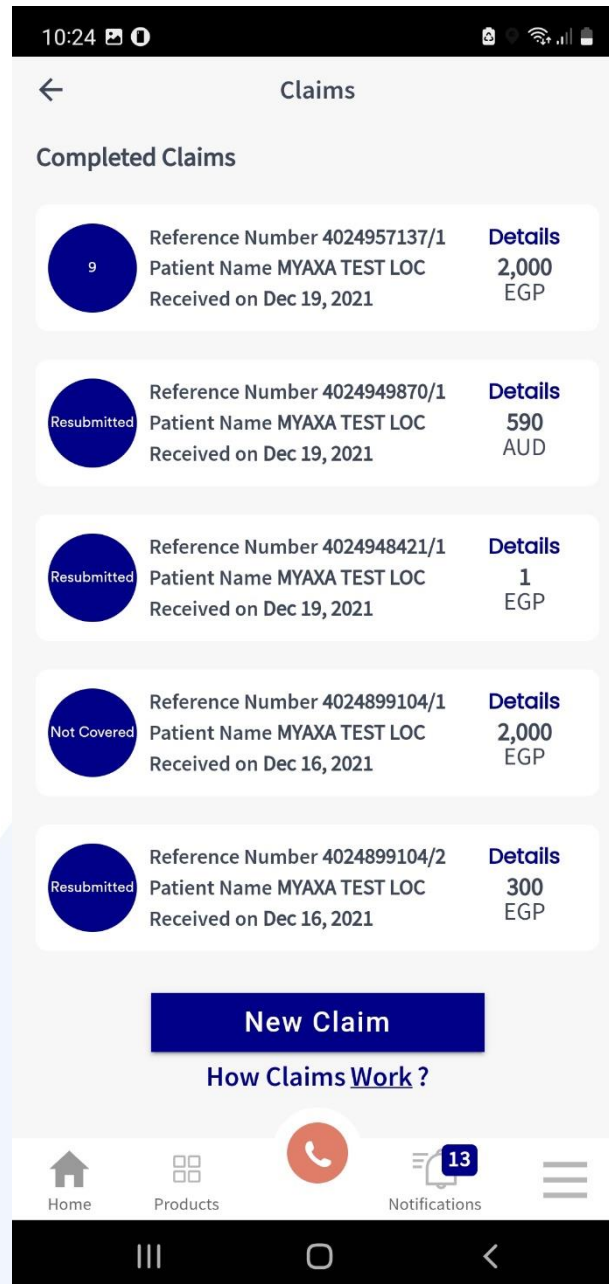 10:24
Claims
Completed Claims
9
Reference Number 4024957137/1
Patient Name MYAXA TEST LOC
Received on Dec 19, 2021
Details
2,000
EGP
Resubmitted
Reference Number 4024949870/1
Patient Name MYAXA TEST LOC
Received on Dec 19, 2021
Details
590
AUD
Resubmitted
Reference Number 4024948421/1
Patient Name MYAXA TEST LOC
Received on Dec 19, 2021
Details
1
EGP
Not Covered
Reference Number 4024899104/1
Patient Name MYAXA TEST LOC
Received on Dec 16, 2021
Details
2,000
EGP
Resubmitted
Reference Number 4024899104/2
Patient Name MYAXA TEST LOC
Received on Dec 16, 2021
Details
300
EGP
New Claim
How Claims Work ?
13
Home
Products
Notifications